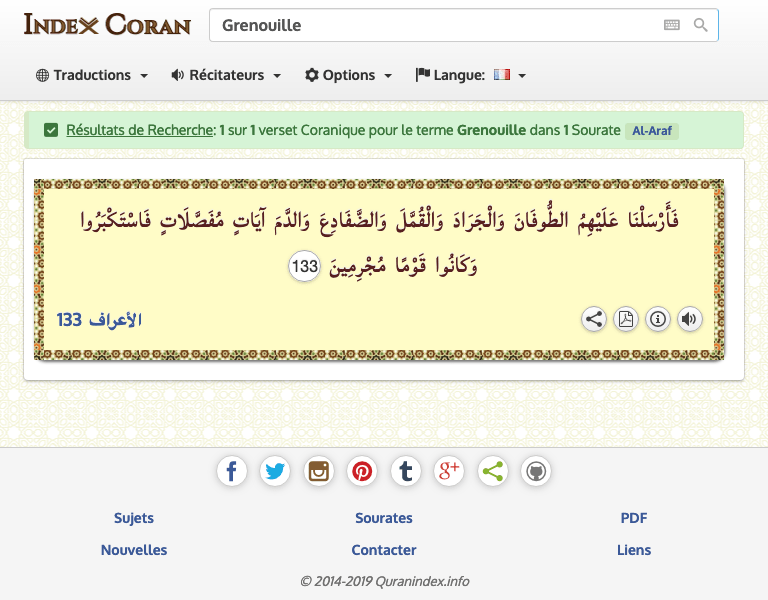 INDEX CORAN
Grenouille
Traductions Récitateurs Options Langue:
Résultats de Recherche: 1 sur 1 verset Coranique pour le terme Grenouille dans 1 Sourate Al-Araf
فَأَرْسَلْنَا عَلَيْهِمُ الطُّوفَانَ وَالْجَرَادَ وَالْقُمَّلَ وَالضَّفَادِعَ وَالدَّمَ آيَاتٍ مُفَصَّلَاتٍ فَاسْتَكْبَرُوا
وَكَانُوا قَوْمًا مُجْرِمِينَ 133
الأعراف 133
Sujets Sourates PDF
Nouvelles Contacter Liens
© 2014-2019 Quranindex.info